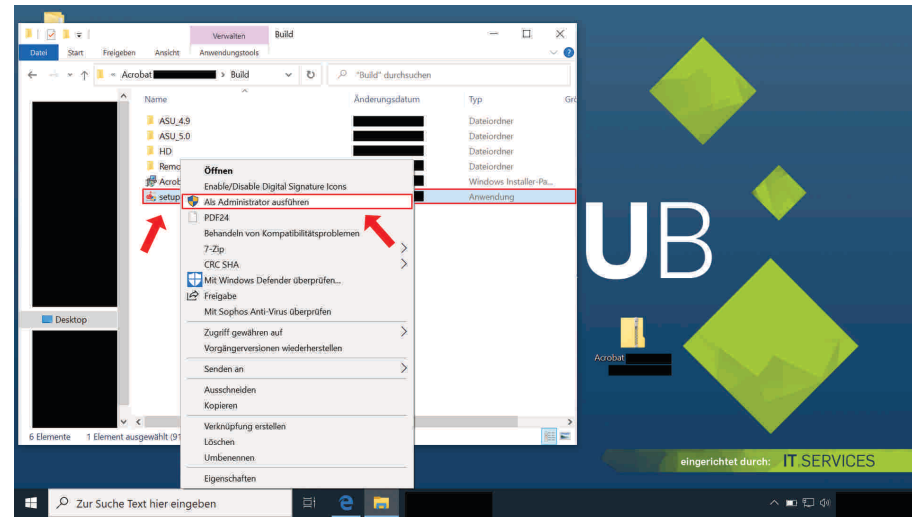 Verwalten
Build
Datei Start Freigeben Ansicht Anwendungstools
Acrobat > Build
"Build" durchsuchen
Name Änderungsdatum Typ Grö
ASU_4.9 Dateiordner
ASU_5.0 Dateiordner
HD Dateiordner
Remo Dateiordner
Acrob Windows Installer-Pa...
setup Anwendung
Öffnen
Enable/Disable Digital Signature Icons
Als Administrator ausführen
PDF24
Behandeln von Kompatibilitätsproblemen
7-Zip
CRC SHA
Mit Windows Defender überprüfen...
Freigabe
Mit Sophos Anti-Virus überprüfen
Zugriff gewähren auf
Vorgängerversionen wiederherstellen
Senden an
Ausschneiden
Kopieren
Verknüpfung erstellen
Löschen
Umbenennen
Eigenschaften
Desktop
6 Elemente 1 Element ausgewählt (91
UB
Acrobat
eingerichtet durch: IT.SERVICES
Zur Suche Text hier eingeben